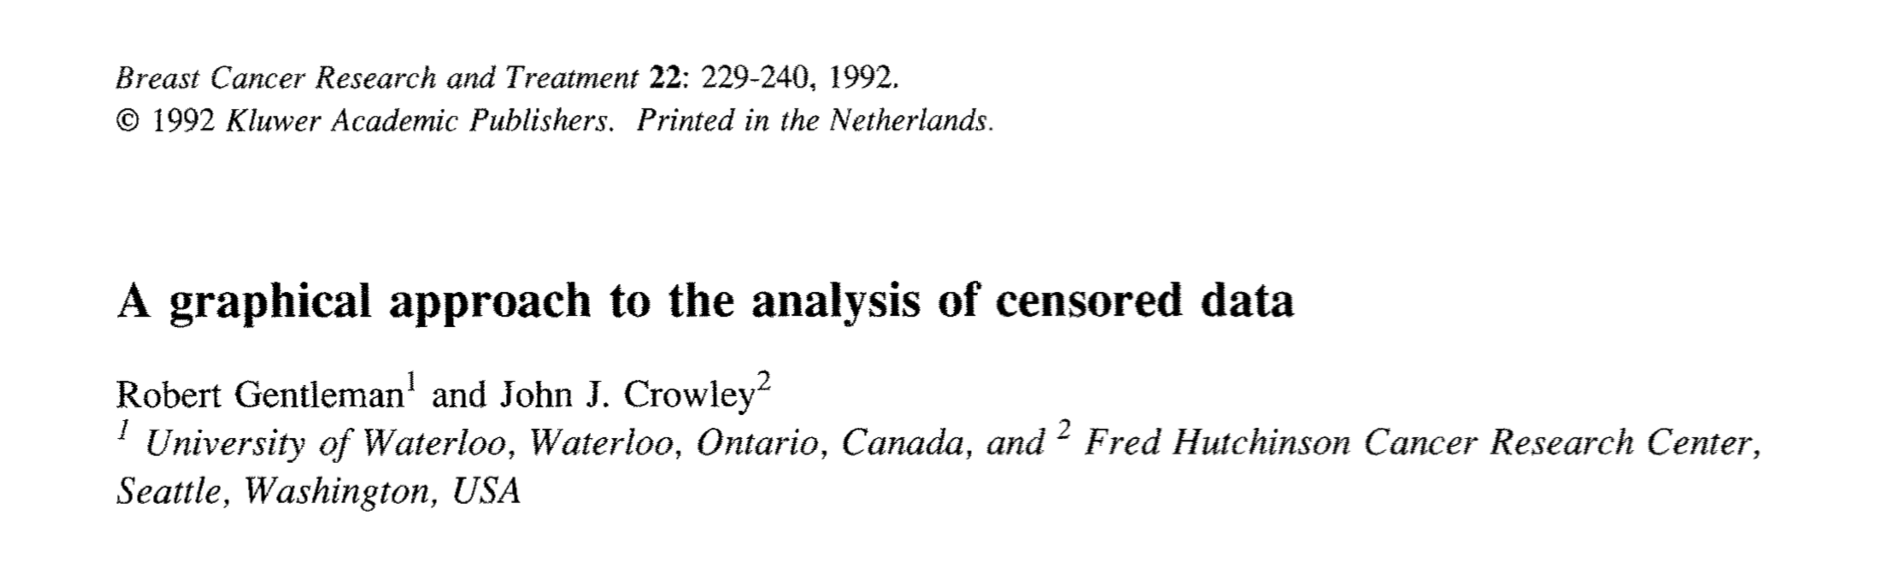 Breast Cancer Research and Treatment 22: 229-240, 1992.
© 1992 Kluwer Academic Publishers. Printed in the Netherlands.
A graphical approach to the analysis of censored data
Robert Gentleman¹ and John J. Crowley²
¹ University of Waterloo, Waterloo, Ontario, Canada, and ² Fred Hutchinson Cancer Research Center,
Seattle, Washington, USA